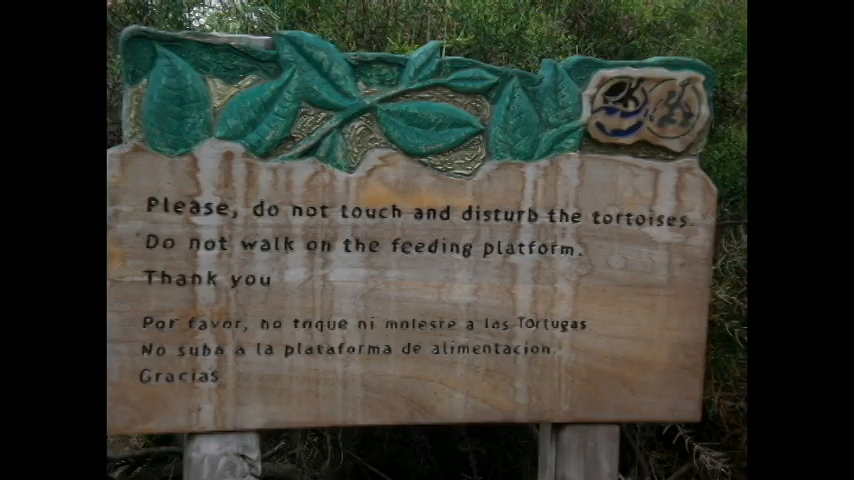 Please, do not touch and disturb the tortoises.
Do not walk on the feeding platform.
Thank you
Por favor, no toque ni moleste a las Tortugas
No suba a la plataforma de alimentacion.
Gracias